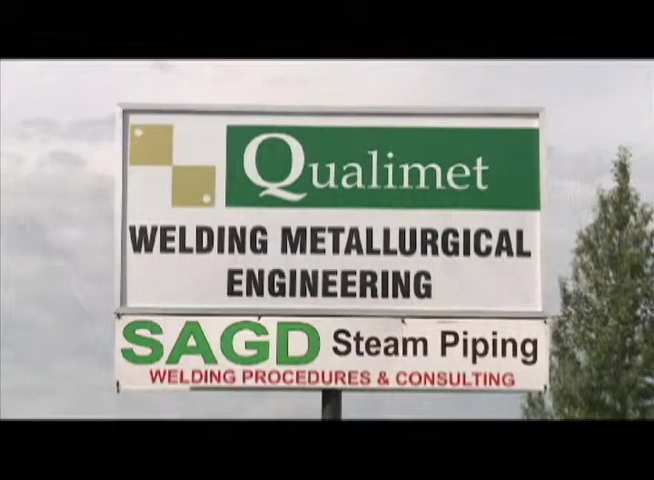 Qualimet
WELDING METALLURGICAL
ENGINEERING
SAGD Steam Piping
WELDING PROCEDURES & CONSULTING